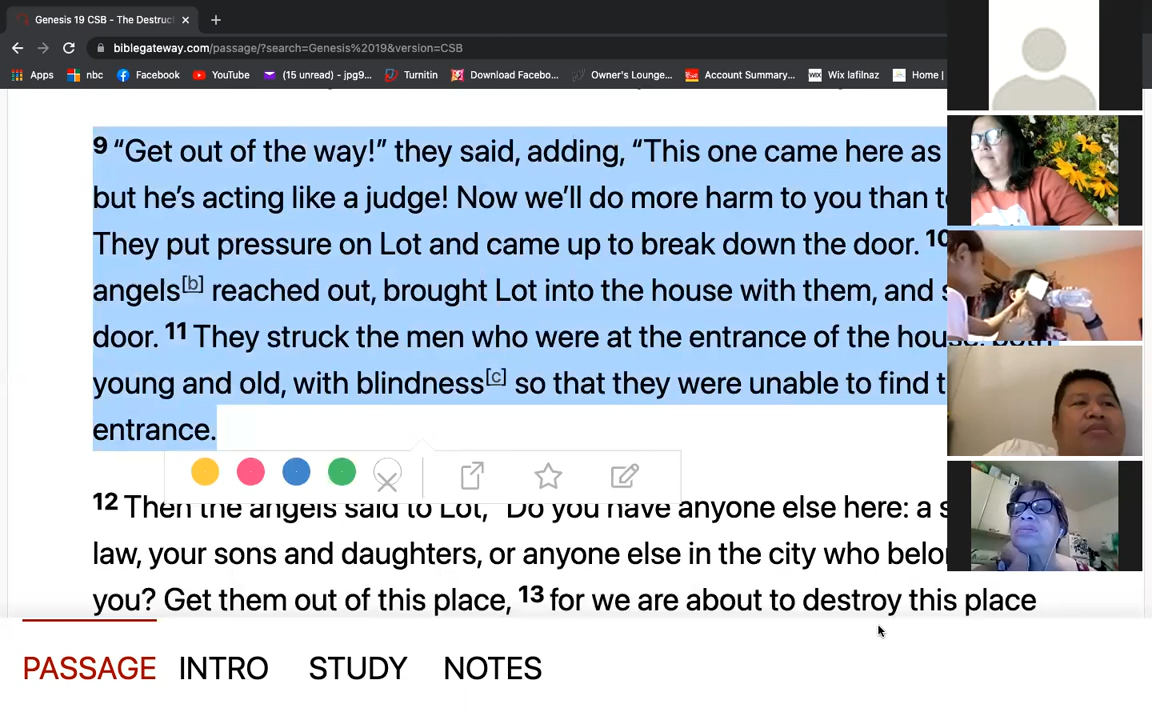 Genesis 19 CSB - The Destruc
biblegateway.com/passage/?search=Genesis%2019&version=CSB
Apps nbc Facebook YouTube (15 unread) - jpg9... Turnitin Download Facebo... Owner's Lounge... Account Summary... WIX Wix lafilnaz Home |
9 “Get out of the way!” they said, adding, “This one came here as
but he’s acting like a judge! Now we’ll do more harm to you than
They put pressure on Lot and came up to break down the door. 10
angels[b] reached out, brought Lot into the house with them, and
door. 11 They struck the men who were at the entrance of the house, both
young and old, with blindness[c] so that they were unable to find
entrance.
12 Then the angels said to Lot, “Do you have anyone else here: a
law, your sons and daughters, or anyone else in the city who
you? Get them out of this place, 13 for we are about to destroy this place
PASSAGE INTRO STUDY NOTES